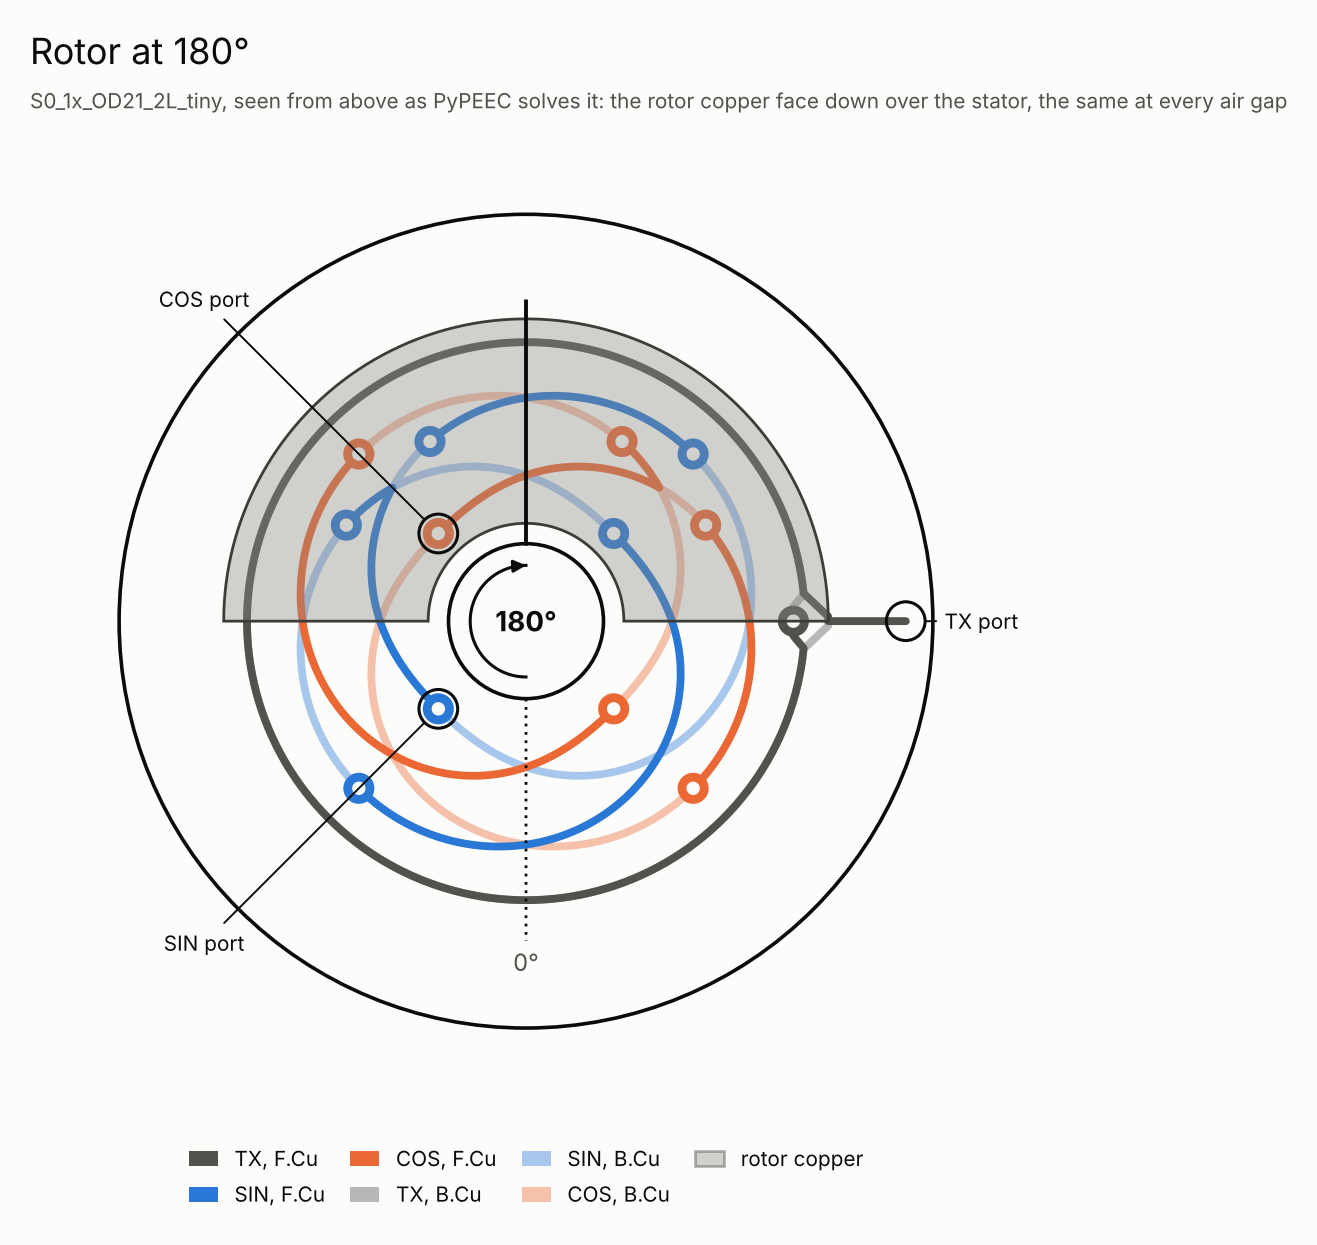 Rotor at 180°
S0_1x_OD21_2L_tiny, seen from above as PyPEEC solves it: the rotor copper face down over the stator, the same at every air gap
COS port
180°
TX port
SIN port
0°
TX, F.Cu
COS, F.Cu
SIN, B.Cu
rotor copper
SIN, F.Cu
TX, B.Cu
COS, B.Cu